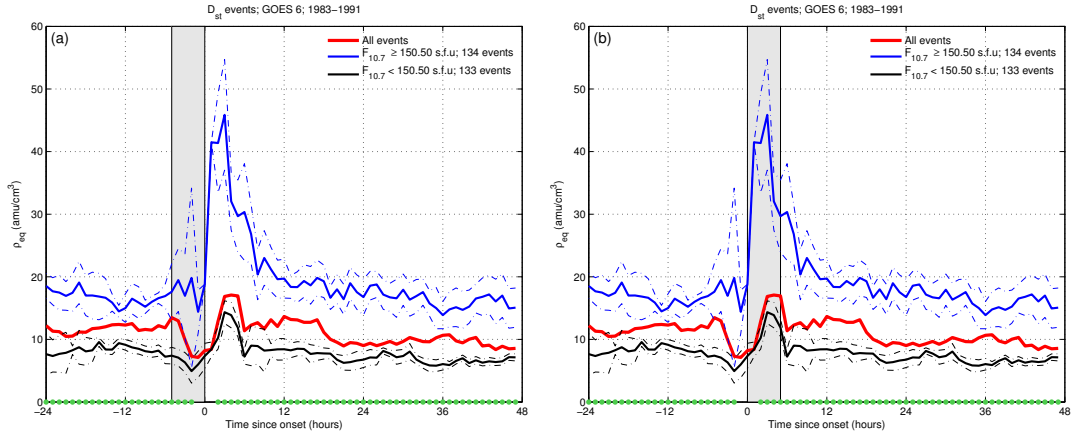 D_st events; GOES 6; 1983−1991
(a)
All events
F_10.7 ≥ 150.50 s.f.u; 134 events
F_10.7 < 150.50 s.f.u; 133 events
60
50
40
30
20
10
0
ρ_eq (amu/cm³)
−24 −12 0 12 24 36 48
Time since onset (hours)
D_st events; GOES 6; 1983−1991
(b)
All events
F_10.7 ≥ 150.50 s.f.u; 134 events
F_10.7 < 150.50 s.f.u; 133 events
60
50
40
30
20
10
0
ρ_eq (amu/cm³)
−24 −12 0 12 24 36 48
Time since onset (hours)